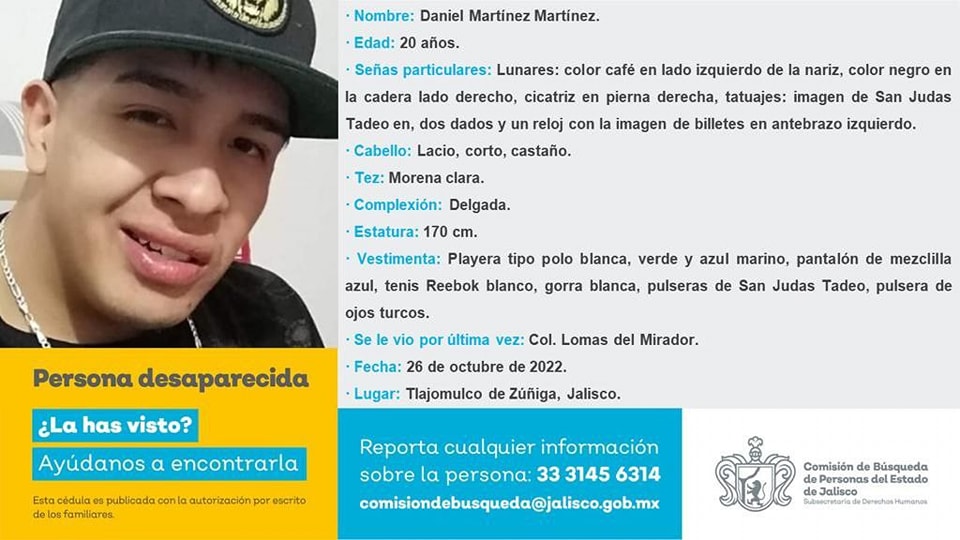 · Nombre: Daniel Martínez Martínez.
· Edad: 20 años.
· Señas particulares: Lunares: color café en lado izquierdo de la nariz, color negro en
la cadera lado derecho, cicatriz en pierna derecha, tatuajes: imagen de San Judas
Tadeo en, dos dados y un reloj con la imagen de billetes en antebrazo izquierdo.
· Cabello: Lacio, corto, castaño.
· Tez: Morena clara.
· Complexión: Delgada.
· Estatura: 170 cm.
· Vestimenta: Playera tipo polo blanca, verde y azul marino, pantalón de mezclilla
azul, tenis Reebok blanco, gorra blanca, pulseras de San Judas Tadeo, pulsera de
ojos turcos.
· Se le vio por última vez: Col. Lomas del Mirador.
· Fecha: 26 de octubre de 2022.
· Lugar: Tlajomulco de Zúñiga, Jalisco.
Persona desaparecida
¿La has visto?
Ayúdanos a encontrarla
Esta cédula es publicada con la autorización por escrito
de los familiares.
Reporta cualquier información
sobre la persona: 33 3145 6314
comisiondebusqueda@jalisco.gob.mx
Comisión de Búsqueda
de Personas del Estado
de Jalisco
Subsecretaría de Derechos Humanos